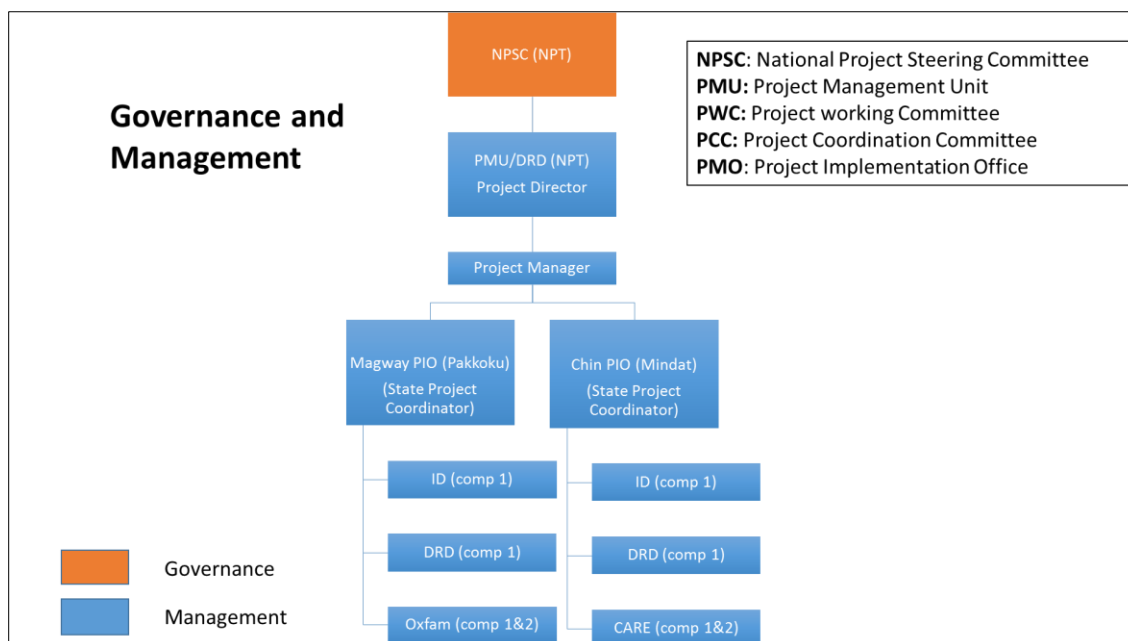 NPSC (NPT)
NPSC: National Project Steering Committee
PMU: Project Management Unit
PWC: Project working Committee
PCC: Project Coordination Committee
PMO: Project Implementation Office
Governance and
Management
PMU/DRD (NPT)
Project Director
Project Manager
Magway PIO (Pakkoku)
(State Project
Coordinator)
Chin PIO (Mindat)
(State Project
Coordinator)
ID (comp 1)
ID (comp 1)
DRD (comp 1)
DRD (comp 1)
Oxfam (comp 1&2)
CARE (comp 1&2)
Governance
Management